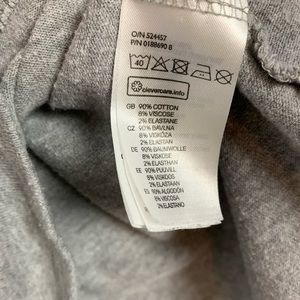 O/N 524457
P/N 0188690 8
40
clevercare.info
GB 90% COTTON
8% VISCOSE
2% ELASTANE
CZ 90% BAVLNA
8% VISKÓZA
2% ELASTAN
DE 90% BAUMWOLLE
8% VISKOSE
2% ELASTHAN
EE 90% PUUVILL
8% VISKOOS
2% ELASTAAN
ES 90% ALGODÓN
8% VISCOSA
2% ELASTANO